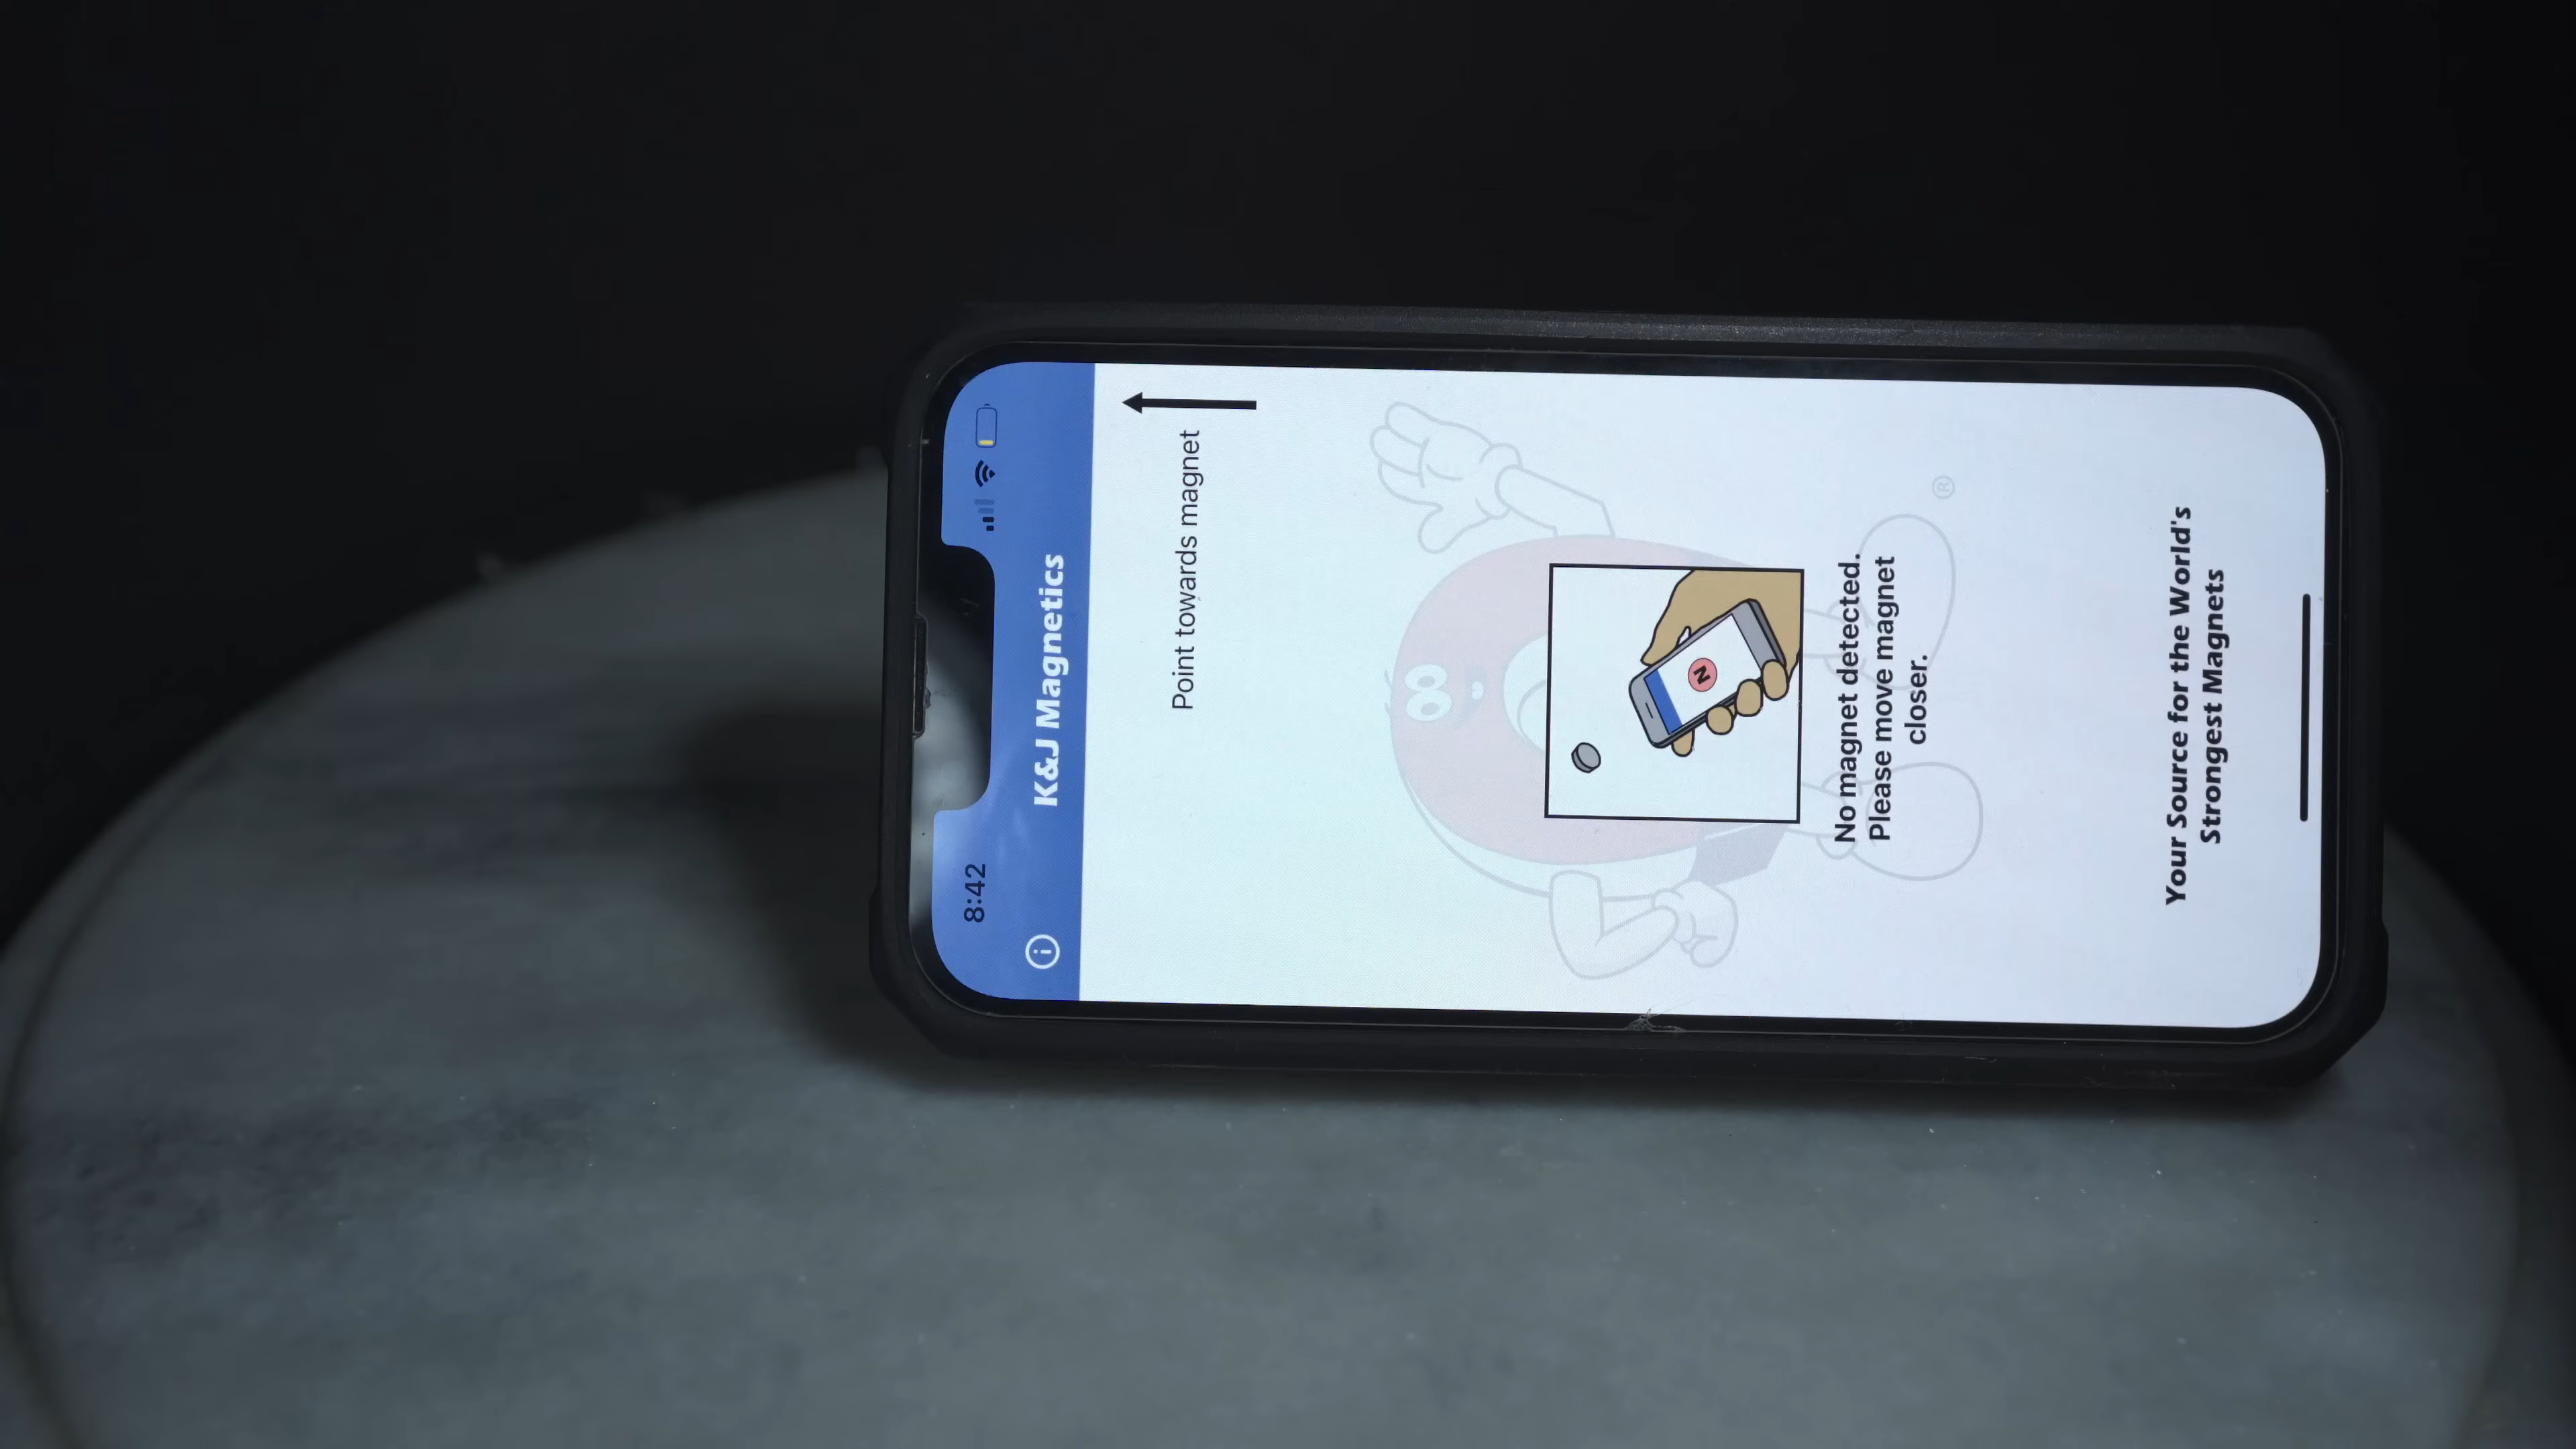 8:42
K&J Magnetics
Point towards magnet
N
®
No magnet detected.
Please move magnet
closer.
Your Source for the World's
Strongest Magnets